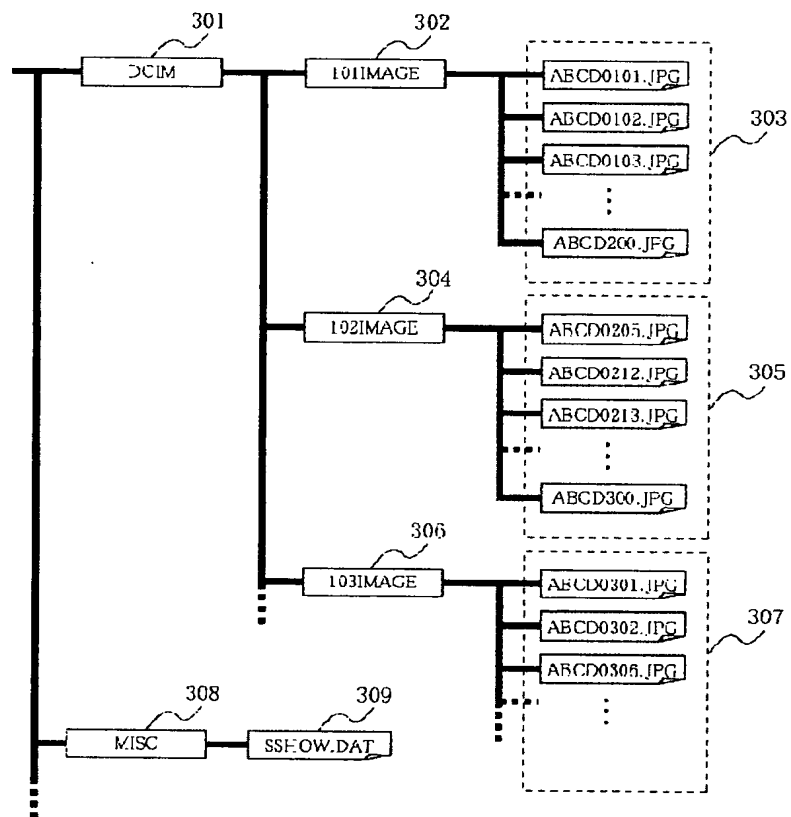 301
302
DCIM
101IMAGE
ABCD0101.JPG
ABCD0102.JPG
ABCD0103.JPG
ABCD200.JPG
303
304
102IMAGE
ABCD0205.JPG
ABCD0212.JPG
ABCD0213.JPG
ABCD300.JPG
305
306
103IMAGE
ABCD0301.JPG
ABCD0302.JPG
ABCD0306.JPG
307
308
309
MISC
SSHOW.DAT